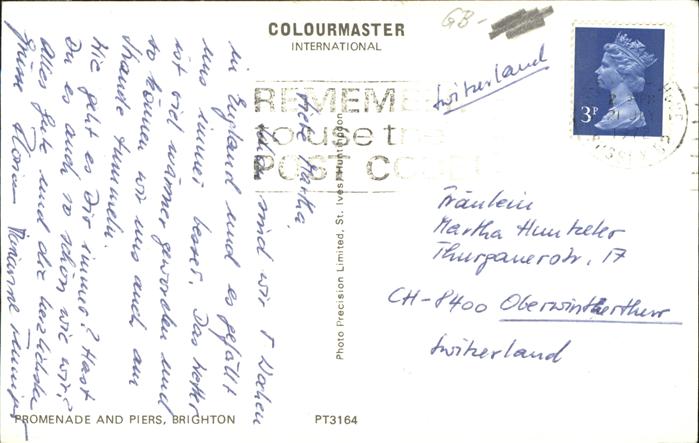 COLOURMASTER
INTERNATIONAL
GB-
Switzerland
3P
REMEMBER
to use the
POST CODE
Liebe Martha,
sind wir 5 Wochen
in England und es gefällt
uns immer besser. Das Wetter
ist viel wärmer geworden und
so können wir uns auch am
Strande tummeln.
Wie geht es Dir immer? Hast
Du es auch so schön wie wir?
Alles Gute und die herzlichsten
Grüsse
Fräulein
Martha Huntzeler
Thurgauerstr. 17
CH-8400 Oberwintherthur
Switzerland
Photo Precision Limited, St. Ives, Huntingdon
PROMENADE AND PIERS, BRIGHTON
PT3164